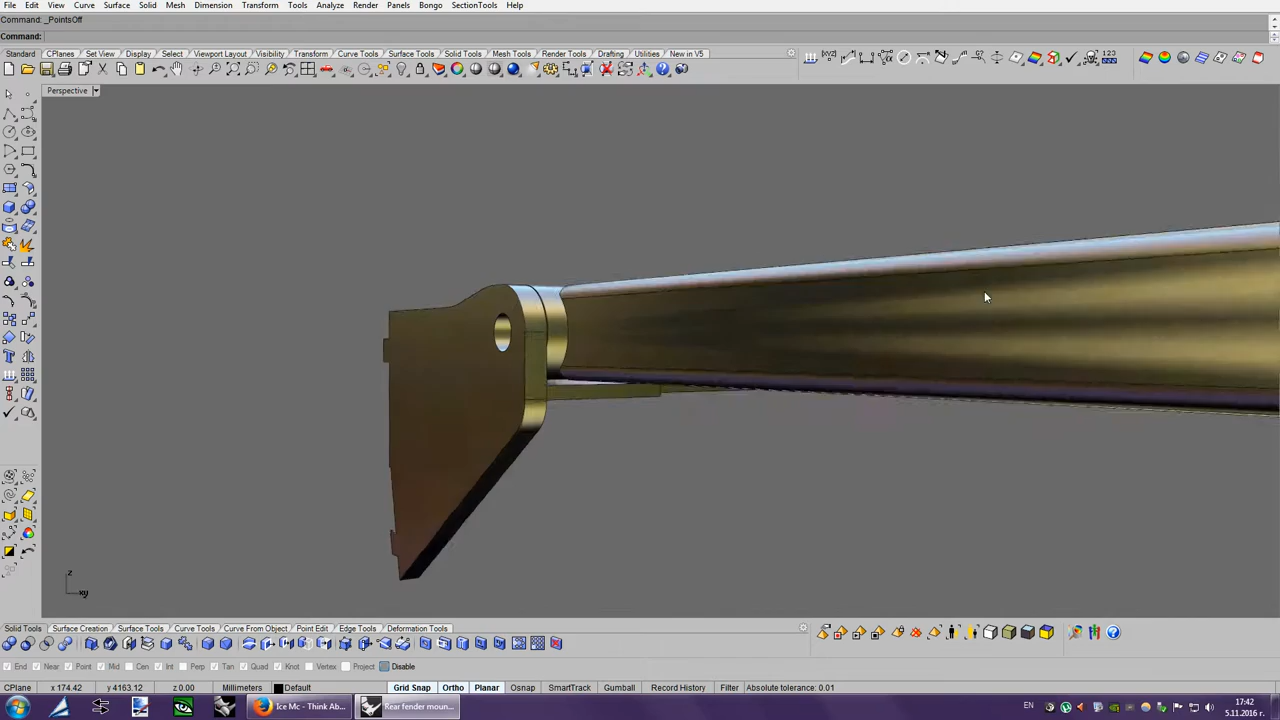 File Edit View Curve Surface Solid Mesh Dimension Transform Tools Analyze Render Panels Bongo SectionTools Help
Command: _PointsOff
Command:
Standard CPlanes Set View Display Select Viewport Layout Visibility Transform Curve Tools Surface Tools Solid Tools Mesh Tools Render Tools Drafting Utilities New in V5
Perspective
z
xy
Solid Tools Surface Creation Surface Tools Curve Tools Curve From Object Point Edit Edge Tools Deformation Tools
End Near Point Mid Cen Int Perp Tan Quad Knot Vertex Project Disable
CPlane x 174.42 y 4163.12 z 0.00 Millimeters Default Grid Snap Ortho Planar Osnap SmartTrack Gumball Record History Filter Absolute tolerance: 0.01
Ice Mc - Think Ab... Rear fender moun... EN 17:42
5.11.2016 г.